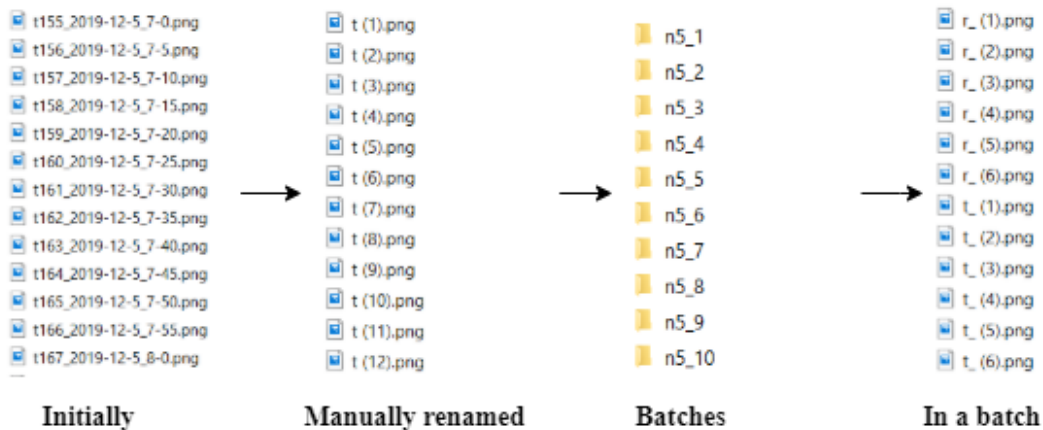 t155_2019-12-5_7-0.png
t156_2019-12-5_7-5.png
t157_2019-12-5_7-10.png
t158_2019-12-5_7-15.png
t159_2019-12-5_7-20.png
t160_2019-12-5_7-25.png
t161_2019-12-5_7-30.png
t162_2019-12-5_7-35.png
t163_2019-12-5_7-40.png
t164_2019-12-5_7-45.png
t165_2019-12-5_7-50.png
t166_2019-12-5_7-55.png
t167_2019-12-5_8-0.png
Initially
t (1).png
t (2).png
t (3).png
t (4).png
t (5).png
t (6).png
t (7).png
t (8).png
t (9).png
t (10).png
t (11).png
t (12).png
Manually renamed
n5_1
n5_2
n5_3
n5_4
n5_5
n5_6
n5_7
n5_8
n5_9
n5_10
Batches
r_ (1).png
r_ (2).png
r_ (3).png
r_ (4).png
r_ (5).png
r_ (6).png
t_ (1).png
t_ (2).png
t_ (3).png
t_ (4).png
t_ (5).png
t_ (6).png
In a batch